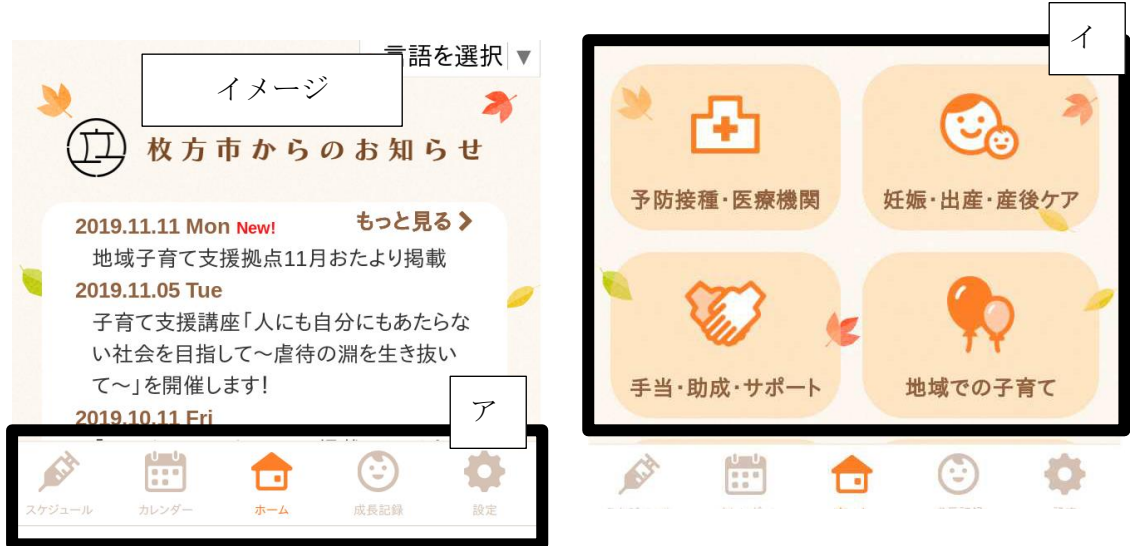 イメージ
言語を選択 ▼
枚方市からのお知らせ
2019.11.11 Mon New! もっと見る
地域子育て支援拠点11月おたより掲載
2019.11.05 Tue
子育て支援講座「人にも自分にもあたらな
い社会を目指して～虐待の淵を生き抜い
て～」を開催します!
2019.10.11 Fri
ア
スケジュール
カレンダー
ホーム
成長記録
設定
イ
予防接種・医療機関
妊娠・出産・産後ケア
手当・助成・サポート
地域での子育て